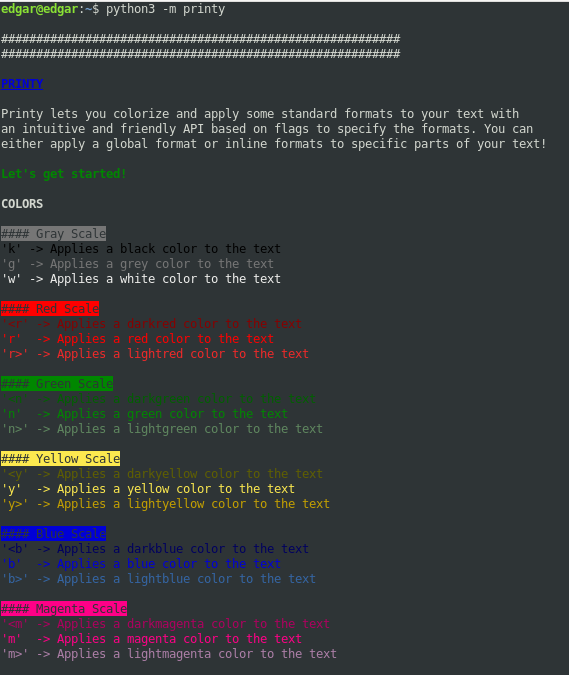 edgar@edgar:~$ python3 -m printy
#########################################################
#########################################################
PRINTY
Printy lets you colorize and apply some standard formats to your text with
an intuitive and friendly API based on flags to specify the formats. You can
either apply a global format or inline formats to specific parts of your text!
Let's get started!
COLORS
#### Gray Scale
'k' -> Applies a black color to the text
'g' -> Applies a grey color to the text
'w' -> Applies a white color to the text
#### Red Scale
'<r'  -> Applies a darkred color to the text
'r'  -> Applies a red color to the text
'r>' -> Applies a lightred color to the text
#### Green Scale
'<n'  -> Applies a darkgreen color to the text
'n'  -> Applies a green color to the text
'n>' -> Applies a lightgreen color to the text
#### Yellow Scale
'<y' -> Applies a darkyellow color to the text
'y'  -> Applies a yellow color to the text
'y>' -> Applies a lightyellow color to the text
#### Blue Scale
'<b' -> Applies a darkblue color to the text
'b'  -> Applies a blue color to the text
'b>' -> Applies a lightblue color to the text
#### Magenta Scale
'<m' -> Applies a darkmagenta color to the text
'm'  -> Applies a magenta color to the text
'm>' -> Applies a lightmagenta color to the text